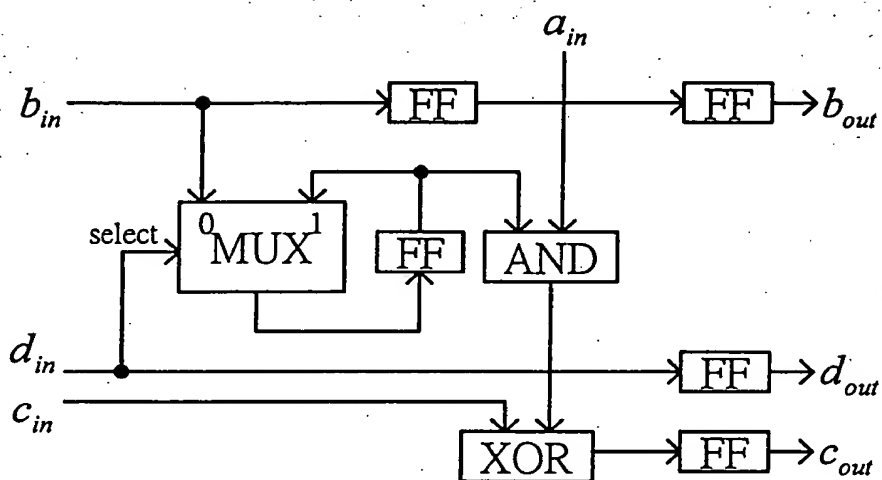 a_in
b_in FF FF b_out
0 1
select MUX FF AND
d_in FF d_out
c_in
XOR FF c_out